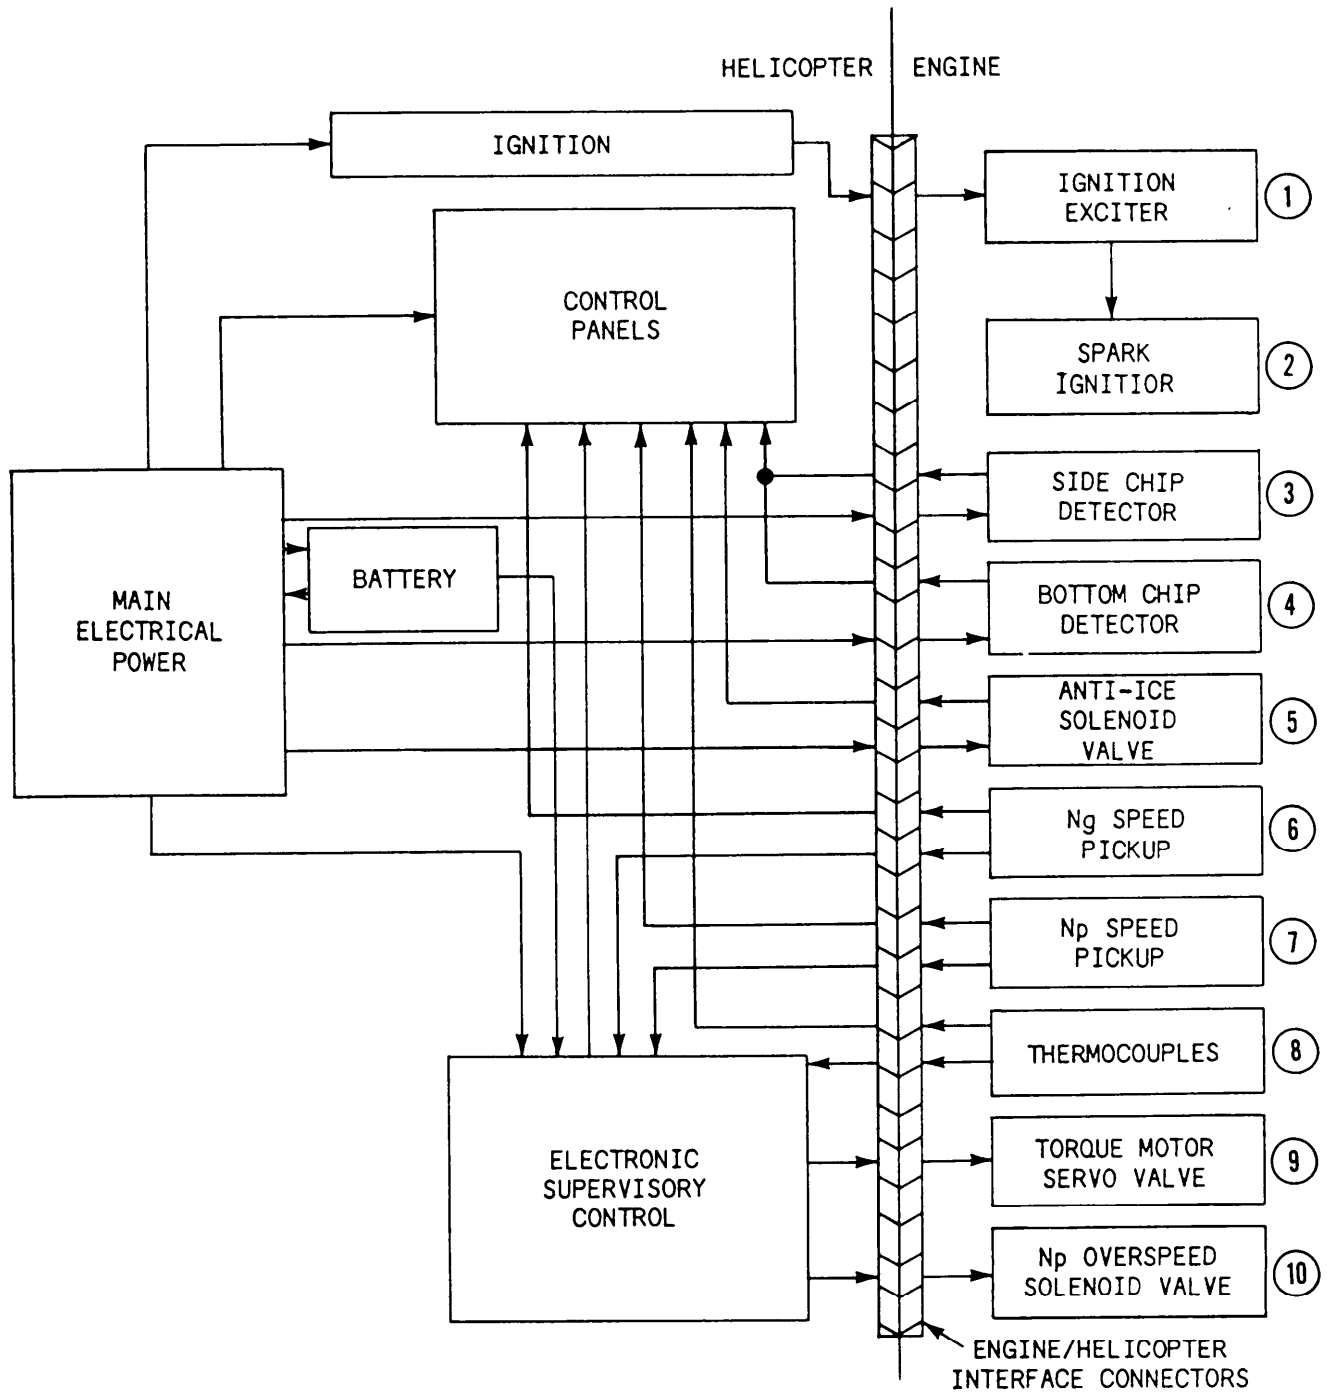 HELICOPTER ENGINE
IGNITION
IGNITION
EXCITER
1
CONTROL
PANELS
SPARK
IGNITIOR
2
SIDE CHIP
DETECTOR
3
BATTERY
MAIN
ELECTRICAL
POWER
BOTTOM CHIP
DETECTOR
4
ANTI-ICE
SOLENOID
VALVE
5
Ng SPEED
PICKUP
6
Np SPEED
PICKUP
7
THERMOCOUPLES
8
ELECTRONIC
SUPERVISORY
CONTROL
TORQUE MOTOR
SERVO VALVE
9
Np OVERSPEED
SOLENOID VALVE
10
ENGINE/HELICOPTER
INTERFACE CONNECTORS